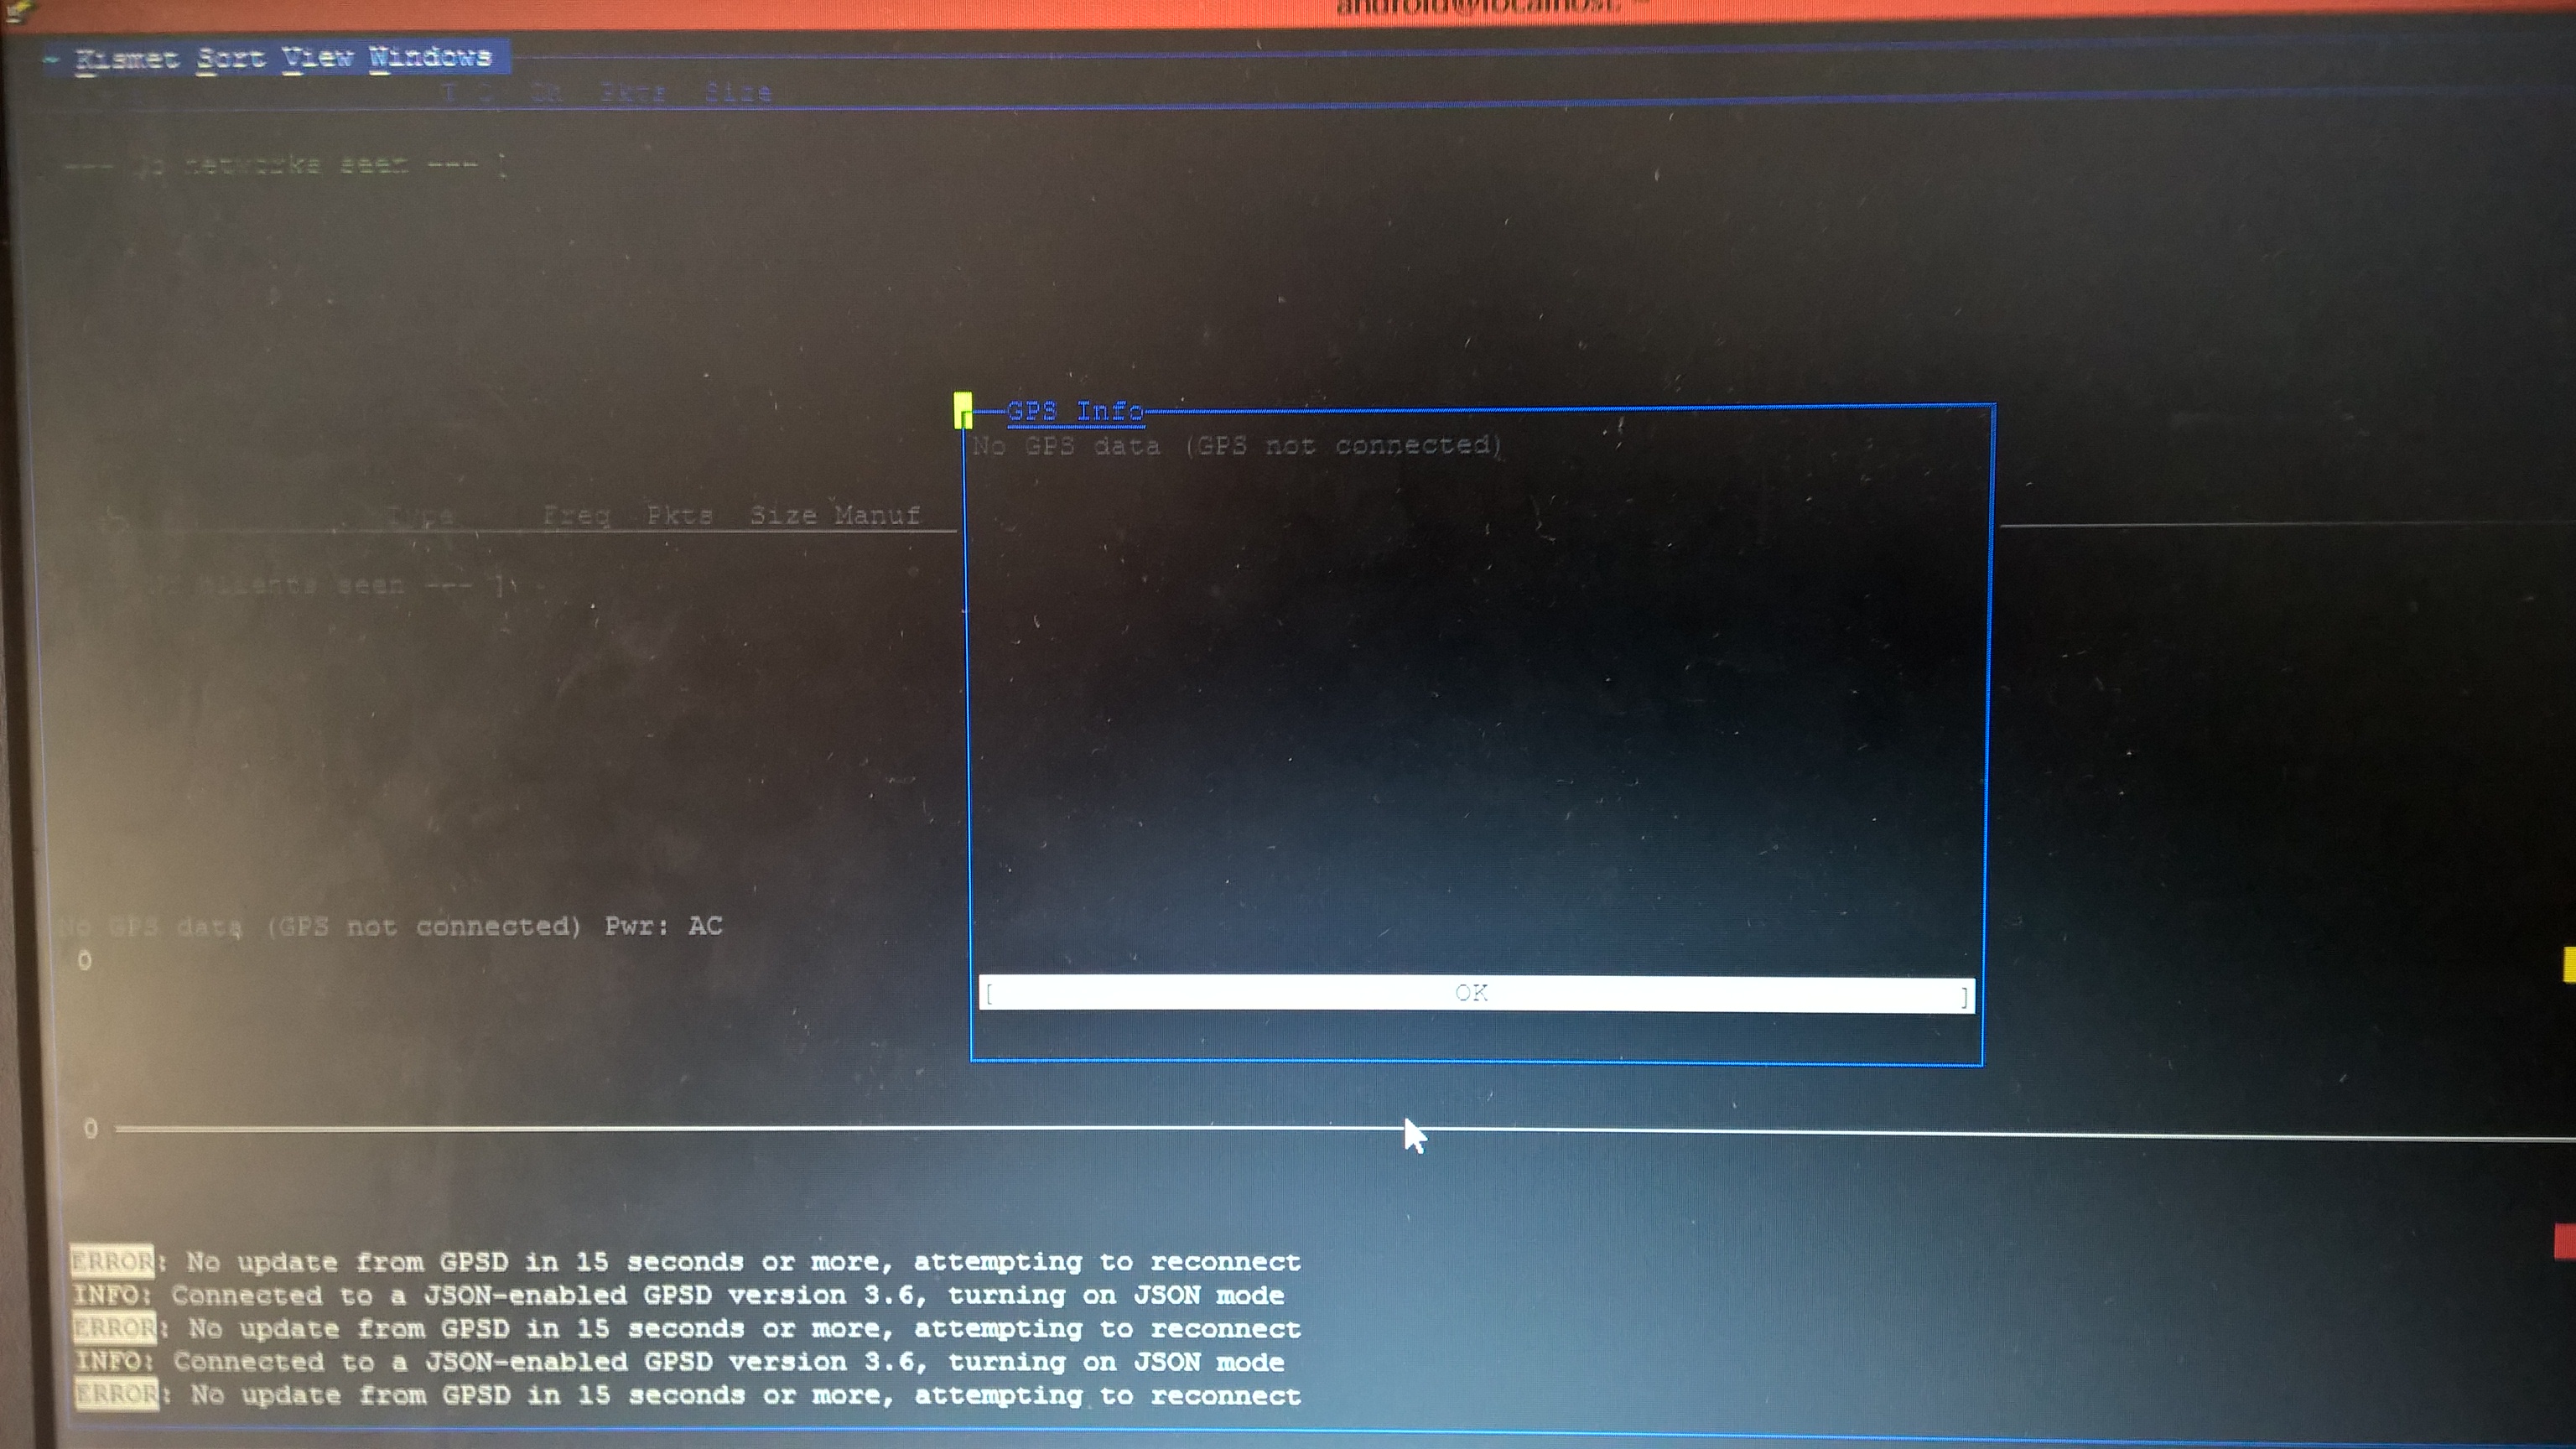 android@localhost: ~
~ Kismet Sort View Windows
T C Ch Pkts Size
--- No networks seen --- ]
GPS Info
No GPS data (GPS not connected)
Type Freq Pkts Size Manuf
clients seen --- ]
No GPS data (GPS not connected) Pwr: AC
0
[ OK ]
0
ERROR: No update from GPSD in 15 seconds or more, attempting to reconnect
INFO: Connected to a JSON-enabled GPSD version 3.6, turning on JSON mode
ERROR: No update from GPSD in 15 seconds or more, attempting to reconnect
INFO: Connected to a JSON-enabled GPSD version 3.6, turning on JSON mode
ERROR: No update from GPSD in 15 seconds or more, attempting to reconnect